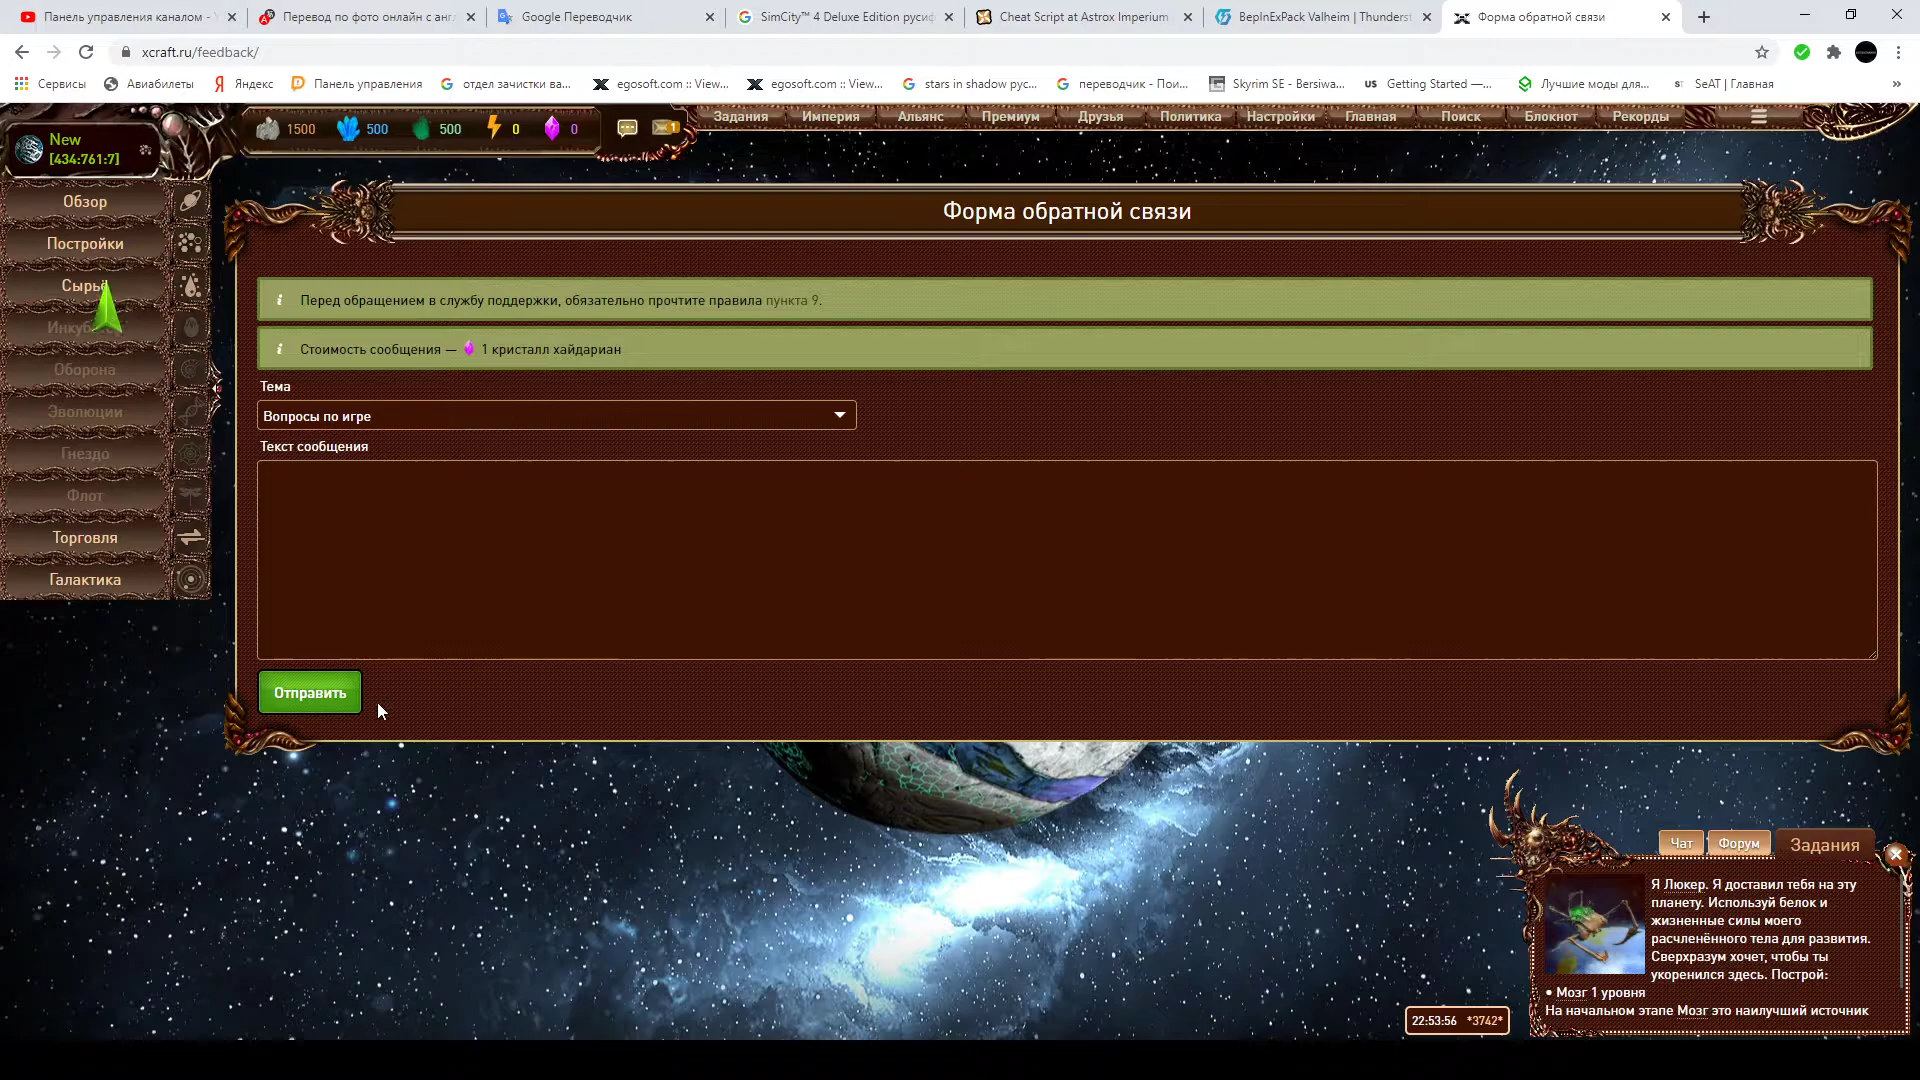 Панель управления каналом - Y
Перевод по фото онлайн с англ
Google Переводчик
SimCity™ 4 Deluxe Edition русиф
Cheat Script at Astrox Imperium
BepInExPack Valheim | Thunderst
Форма обратной связи
xcraft.ru/feedback/
Сервисы
Авиабилеты
Яндекс
Панель управления
отдел зачистки ва...
egosoft.com :: View...
egosoft.com :: View...
stars in shadow рус...
переводчик - Пои...
Skyrim SE - Bersiwa...
US Getting Started —...
Лучшие моды для...
ST SeAT | Главная
»
New
[434:761:7]
1500
500
500
0
0
1
Задания
Империя
Альянс
Премиум
Друзья
Политика
Настройки
Главная
Поиск
Блокнот
Рекорды
Обзор
Постройки
Сырьё
Оборона
Эволюции
Гнездо
Флот
Торговля
Галактика
Форма обратной связи
i Перед обращением в службу поддержки, обязательно прочтите правила пункта 9.
i Стоимость сообщения — 1 кристалл хайдариан
Тема
Вопросы по игре
Текст сообщения
Отправить
Чат
Форум
Задания
Я Люкер. Я доставил тебя на эту
планету. Используй белок и
жизненные силы моего
расчленённого тела для развития.
Сверхразум хочет, чтобы ты
укоренился здесь. Построй:
• Мозг 1 уровня
На начальном этапе Мозг это наилучший источник
22:53:56 *3742*